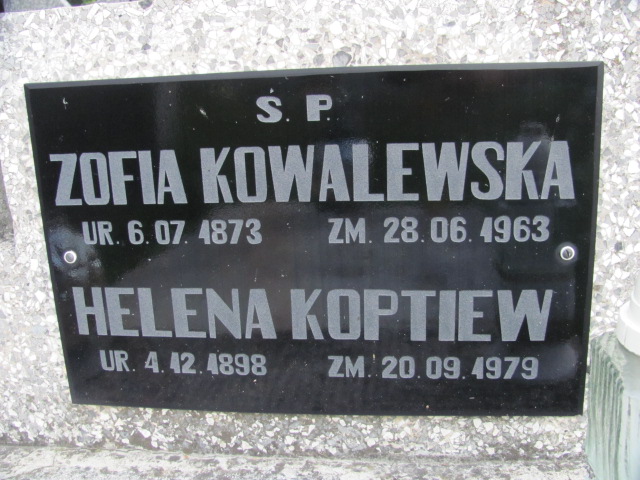 S. P.
ZOFIA KOWALEWSKA
UR. 6.07.1873 ZM. 28.06.1963
HELENA KOPTIEW
UR. 4.12.1898 ZM. 20.09.1979